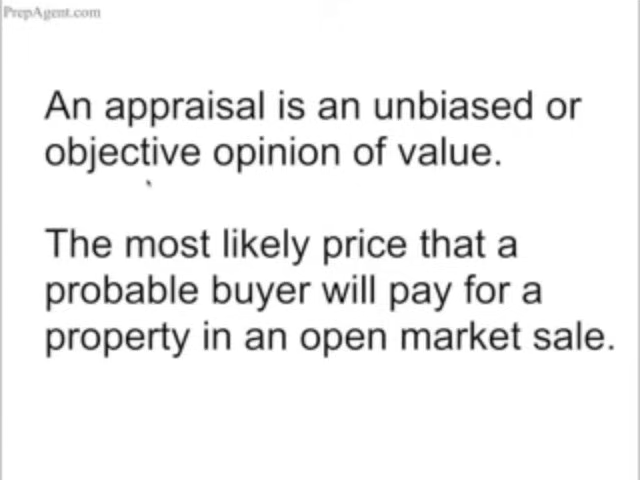 PrepAgent.com
An appraisal is an unbiased or
objective opinion of value.
The most likely price that a
probable buyer will pay for a
property in an open market sale.